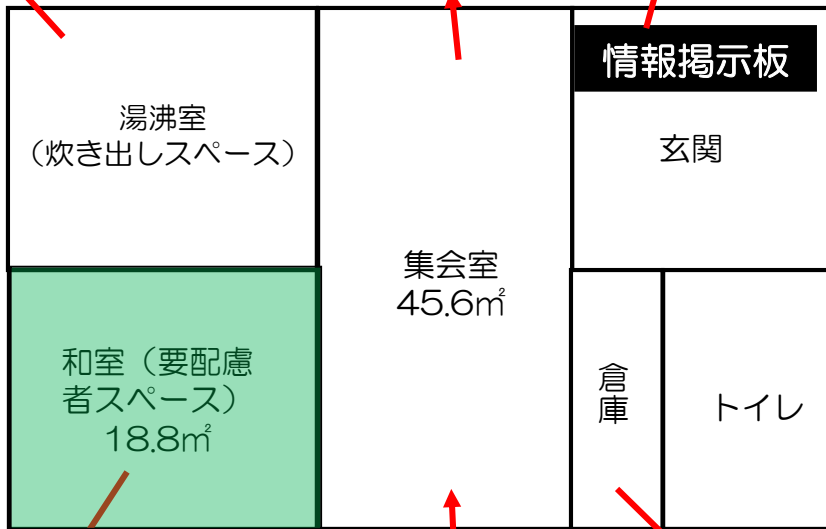 情報掲示板
湯沸室
（炊き出しスペース）
玄関
集会室
45.6㎡
和室（要配慮
者スペース）
18.8㎡
倉庫
トイレ